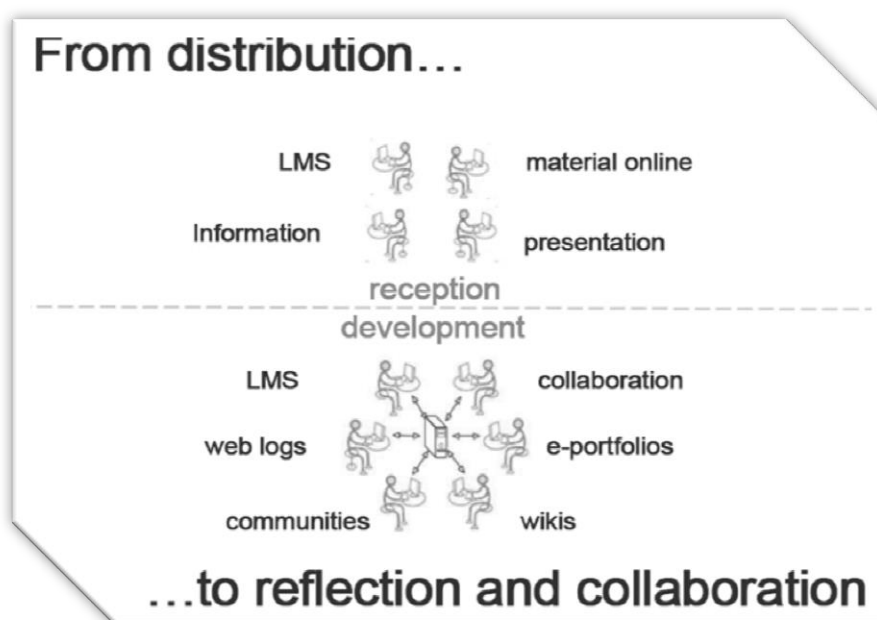 From distribution...
LMS
material online
Information
presentation
reception
development
LMS
collaboration
web logs
e-portfolios
communities
wikis
...to reflection and collaboration